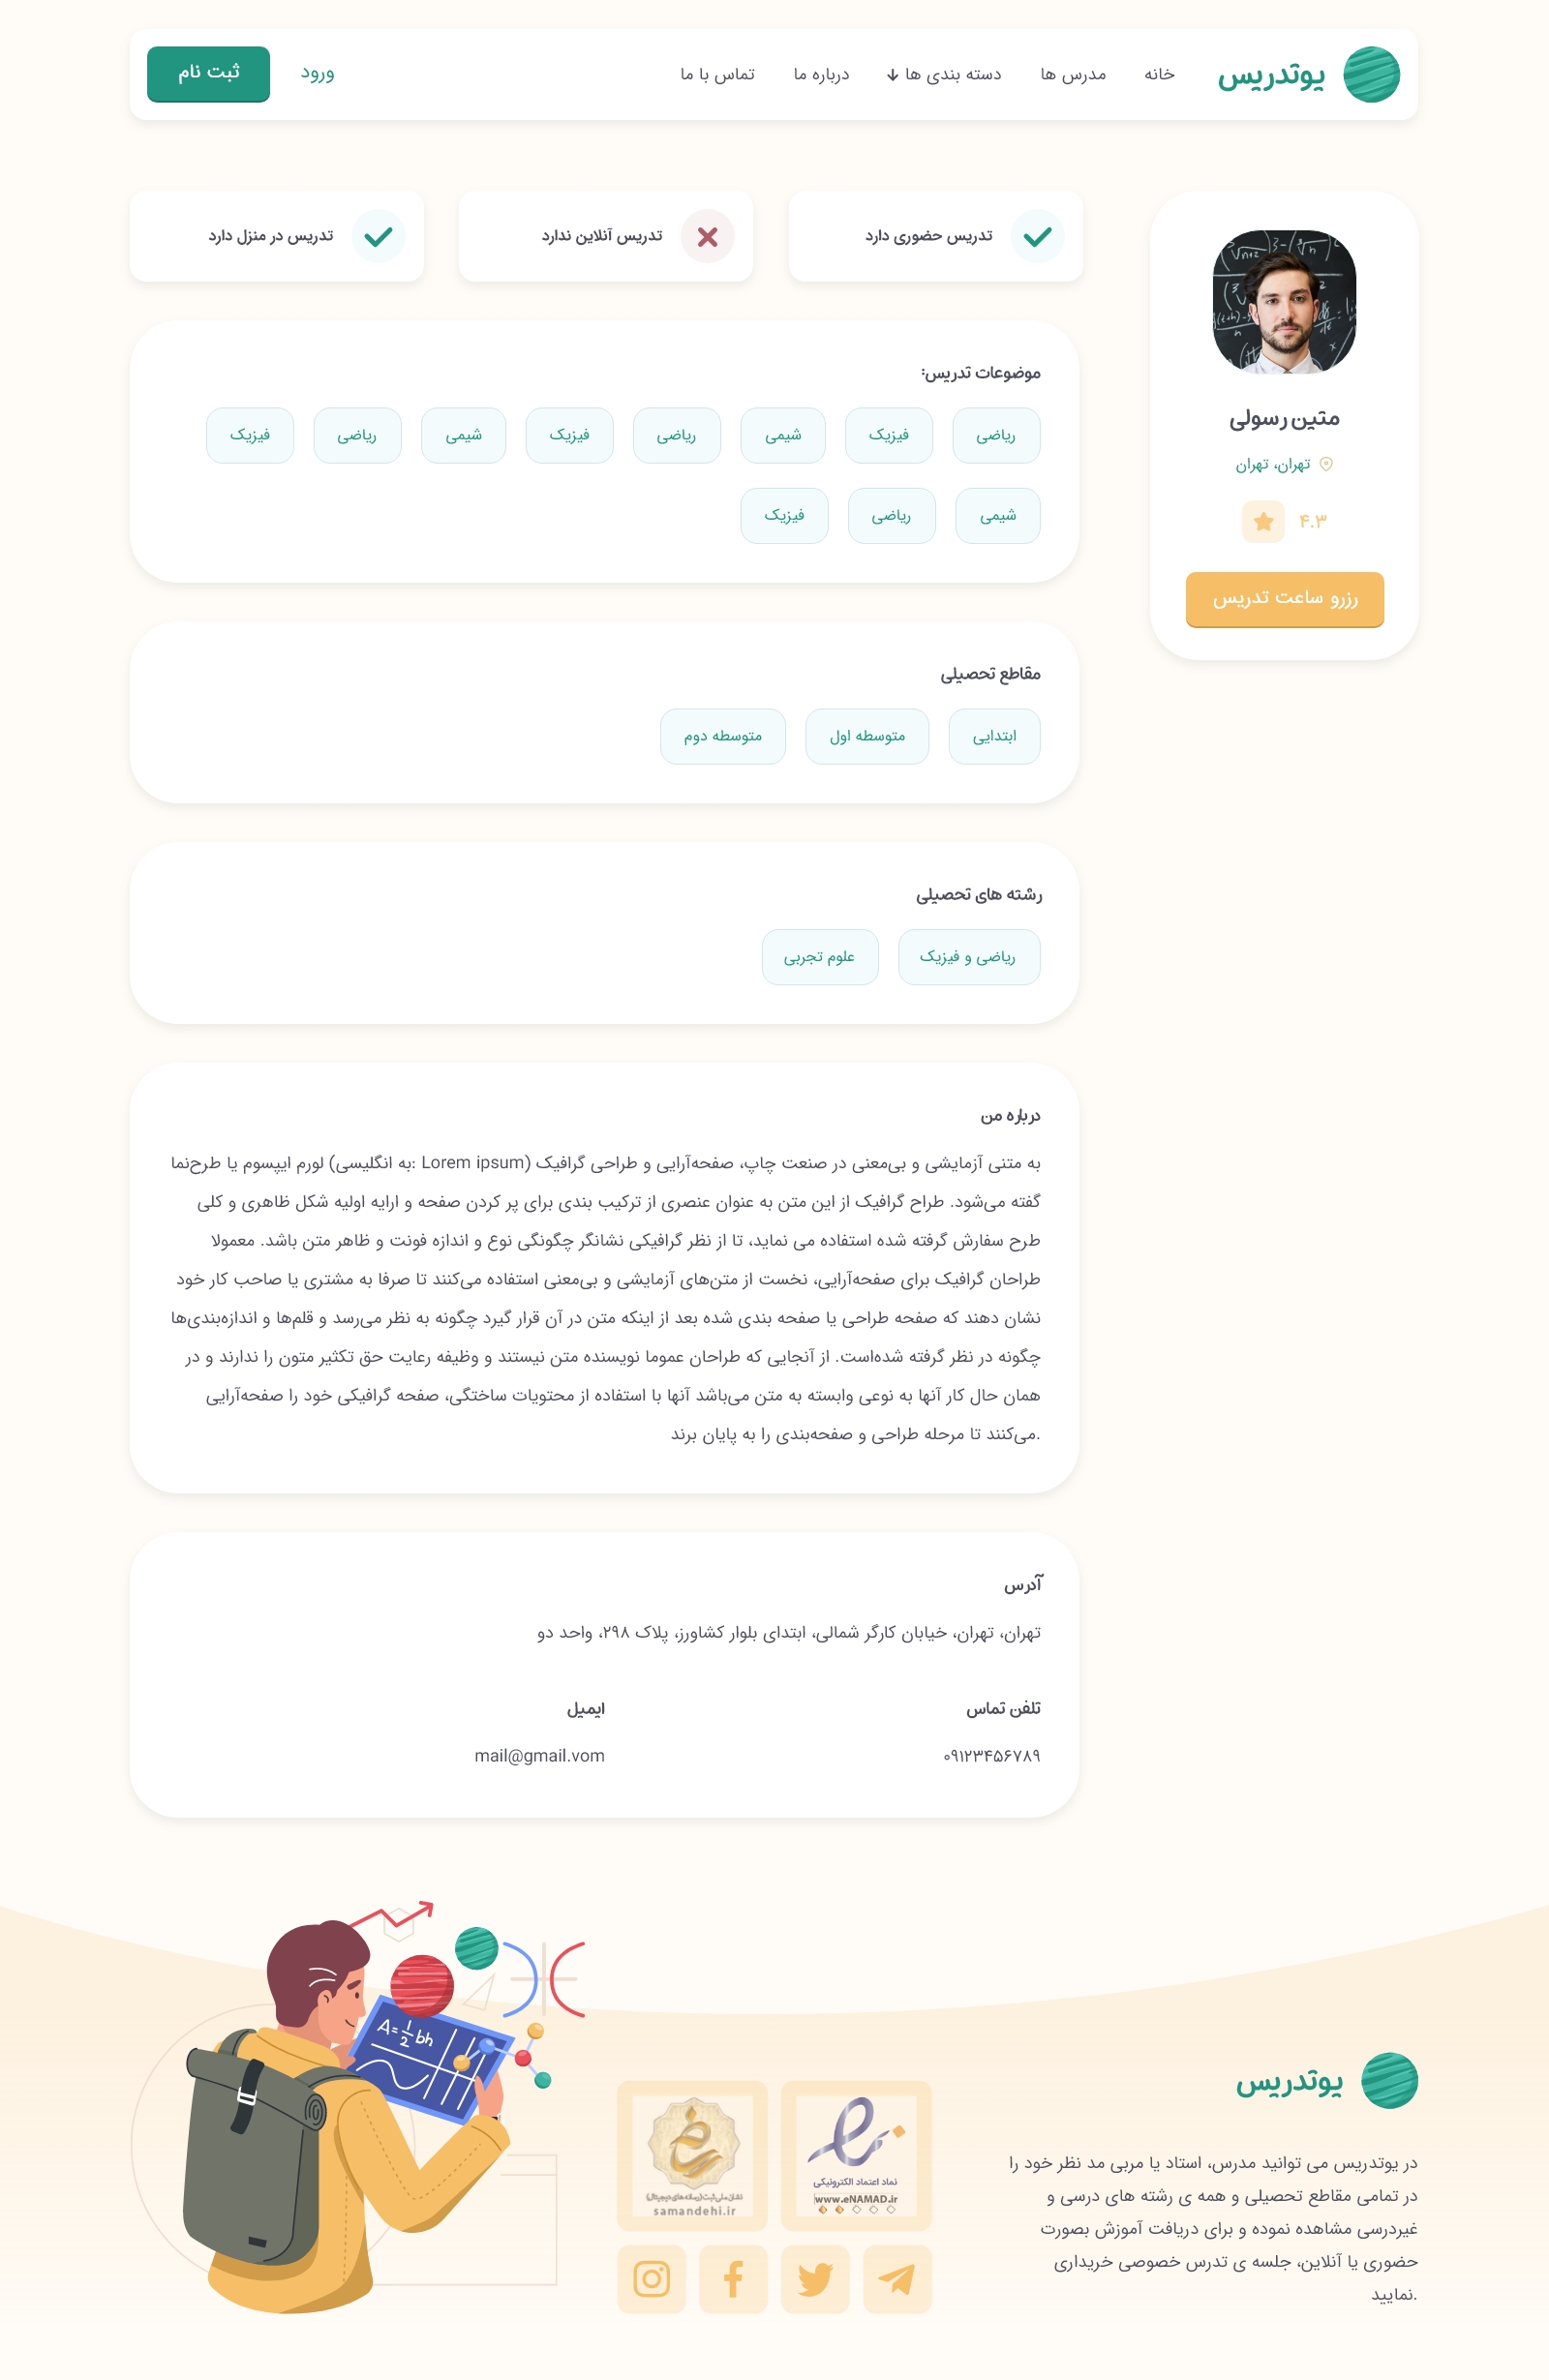 یوتدریس
خانه
مدرس ها
دسته بندی ها
درباره ما
تماس با ما
ورود
ثبت نام
متین رسولی
تهران، تهران
۴.۳
رزرو ساعت تدریس
تدریس حضوری دارد
تدریس آنلاین ندارد
تدریس در منزل دارد
موضوعات تدریس:
ریاضی
فیزیک
شیمی
ریاضی
فیزیک
شیمی
ریاضی
فیزیک
شیمی
ریاضی
فیزیک
مقاطع تحصیلی
ابتدایی
متوسطه اول
متوسطه دوم
رشته های تحصیلی
ریاضی و فیزیک
علوم تجربی
درباره من
به متنی آزمایشی و بی‌معنی در صنعت چاپ، صفحه‌آرایی و طراحی گرافیک (Lorem ipsum :به انگلیسی) لورم ایپسوم یا طرح‌نما
گفته می‌شود. طراح گرافیک از این متن به عنوان عنصری از ترکیب بندی برای پر کردن صفحه و ارایه اولیه شکل ظاهری و کلی
طرح سفارش گرفته شده استفاده می نماید، تا از نظر گرافیکی نشانگر چگونگی نوع و اندازه فونت و ظاهر متن باشد. معمولا
طراحان گرافیک برای صفحه‌آرایی، نخست از متن‌های آزمایشی و بی‌معنی استفاده می‌کنند تا صرفا به مشتری یا صاحب کار خود
نشان دهند که صفحه طراحی یا صفحه بندی شده بعد از اینکه متن در آن قرار گیرد چگونه به نظر می‌رسد و قلم‌ها و اندازه‌بندی‌ها
چگونه در نظر گرفته شده‌است. از آنجایی که طراحان عموما نویسنده متن نیستند و وظیفه رعایت حق تکثیر متون را ندارند و در
همان حال کار آنها به نوعی وابسته به متن می‌باشد آنها با استفاده از محتویات ساختگی، صفحه گرافیکی خود را صفحه‌آرایی
.می‌کنند تا مرحله طراحی و صفحه‌بندی را به پایان برند
آدرس
تهران، تهران، خیابان کارگر شمالی، ابتدای بلوار کشاورز، پلاک ۲۹۸، واحد دو
تلفن تماس
۰۹۱۲۳۴۵۶۷۸۹
ایمیل
mail@gmail.vom
یوتدریس
در یوتدریس می توانید مدرس، استاد یا مربی مد نظر خود را
در تمامی مقاطع تحصیلی و همه ی رشته های درسی و
غیردرسی مشاهده نموده و برای دریافت آموزش بصورت
حضوری یا آنلاین، جلسه ی تدرس خصوصی خریداری
.نمایید
نماد اعتماد الکترونیکی
www.eNAMAD.ir
نشان ملی ثبت (رسانه های دیجیتال)
samandehi.ir
A=½bh